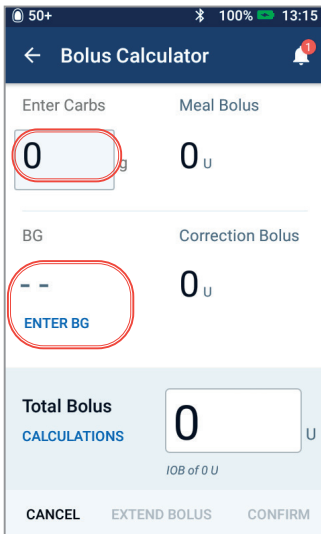 50+ 100% 13:15
Bolus Calculator 1
Enter Carbs Meal Bolus
0 g 0 U
BG Correction Bolus
-- 0 U
ENTER BG
Total Bolus 0 U
CALCULATIONS
IOB of 0 U
CANCEL EXTEND BOLUS CONFIRM